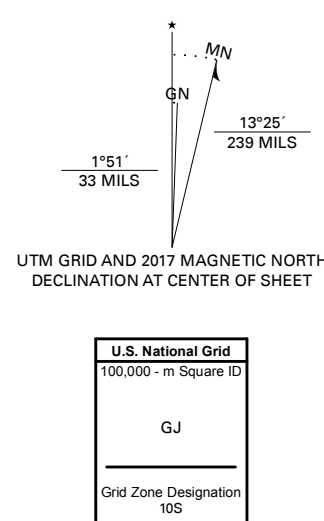 ★
MN
GN
13°25´
239 MILS
1°51´
33 MILS
UTM GRID AND 2017 MAGNETIC NORTH
DECLINATION AT CENTER OF SHEET
U.S. National Grid
100,000 - m Square ID
GJ
Grid Zone Designation
10S